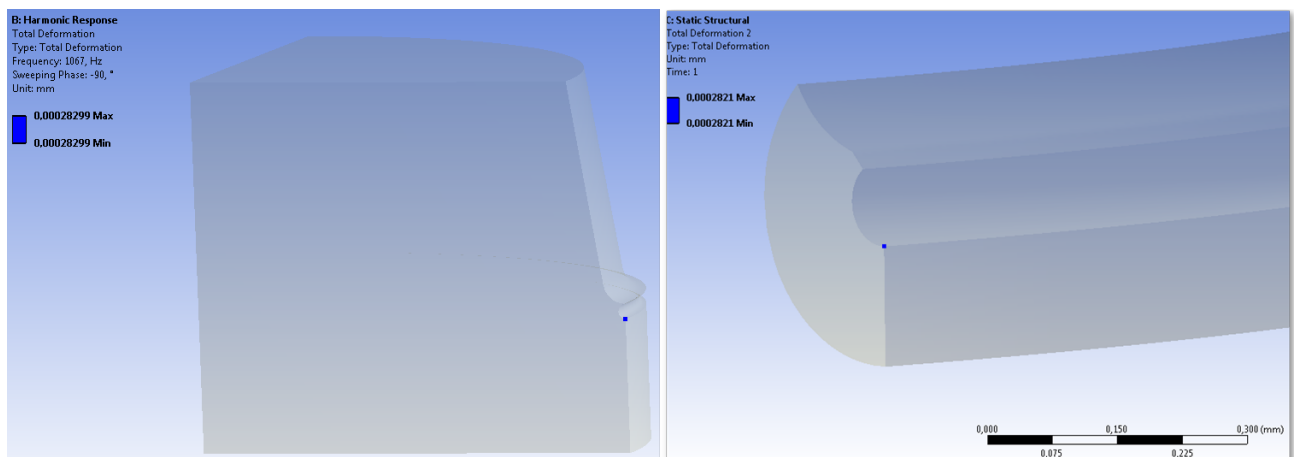 B: Harmonic Response
Total Deformation
Type: Total Deformation
Frequency: 1067, Hz
Sweeping Phase: -90, °
Unit: mm
0,00028299 Max
0,00028299 Min
C: Static Structural
Total Deformation 2
Type: Total Deformation
Unit: mm
Time: 1
0,0002821 Max
0,0002821 Min
0,000 0,150 0,300 (mm)
0,075 0,225